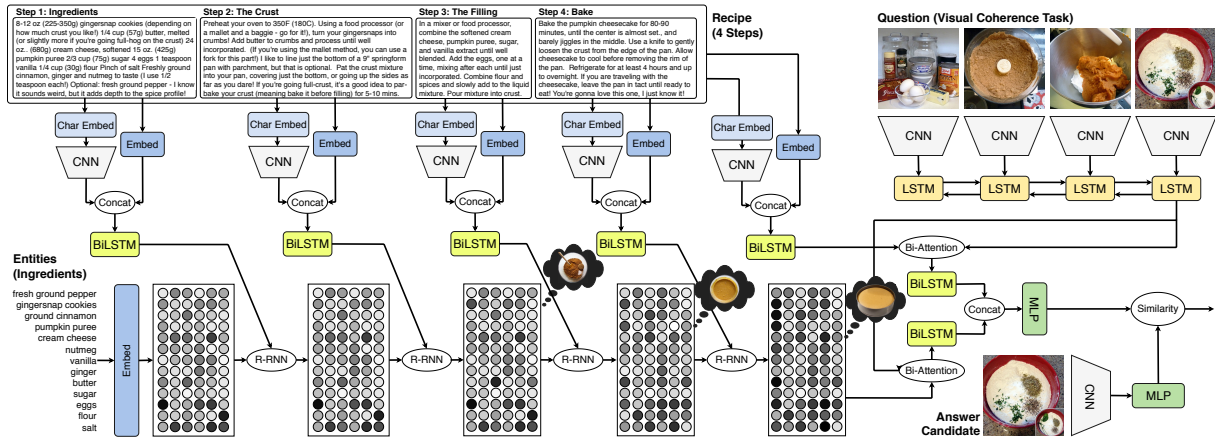 Step 1: Ingredients
8-12 oz (225-350g) gingersnap cookies (depending on
how much crust you like!) 1/4 cup (57g) butter, melted
(or slightly more if you're going full-hog on the crust) 24
oz.. (680g) cream cheese, softened 15 oz. (425g)
pumpkin puree 2/3 cup (75g) sugar 4 eggs 1 teaspoon
vanilla 1/4 cup (30g) flour Pinch of salt Freshly ground
cinnamon, ginger and nutmeg to taste (I use 1/2
teaspoon each!) Optional: fresh ground pepper - I know
it sounds weird, but it adds depth to the spice profile!
Step 2: The Crust
Preheat your oven to 350F (180C). Using a food processor (or
a mallet and a baggie - go for it!), turn your gingersnaps into
crumbs! Add butter to crumbs and process until well
incorporated. (If you're using the mallet method, you can use a
fork for this part!) I like to line just the bottom of a 9" springform
pan with parchment, but that is optional. Pat the crust
mixture into your pan, covering just the bottom, or going up the sides as
far as you dare! If you're going full-crust, it's a good idea to par-
bake your crust (meaning bake it before filling) for 5-10 mins.
Step 3: The Filling
In a mixer or food processor,
combine the softened cream
cheese, pumpkin puree, sugar,
and vanilla extract until well
blended. Add the eggs, one at a
time, mixing after each until just
incorporated. Combine flour and
spices and slowly add to the liquid
mixture. Pour mixture into crust.
Step 4: Bake
Bake the pumpkin cheesecake for 80-90
minutes, until the center is almost set., and
barely jiggles in the middle. Use a knife to gently
loosen the crust from the edge of the pan. Allow
cheesecake to cool before removing the rim of the
pan. Refrigerate for at least 4 hours and up to
overnight. If you are traveling with the
cheesecake, leave the pan in tact until ready to
eat! You're gonna love this one, I just know it!
Recipe
(4 Steps)
Question (Visual Coherence Task)
Char Embed
Embed
CNN
Concat
BiLSTM
Char Embed
Embed
CNN
Concat
BiLSTM
Char Embed
Embed
CNN
Concat
BiLSTM
Char Embed
Embed
CNN
Concat
BiLSTM
Char Embed
Embed
CNN
Concat
BiLSTM
CNN
CNN
CNN
CNN
LSTM
LSTM
LSTM
LSTM
Entities
(Ingredients)
fresh ground pepper
gingersnap cookies
ground cinnamon
pumpkin puree
cream cheese
nutmeg
vanilla
ginger
butter
sugar
eggs
flour
salt
Embed
R-RNN
R-RNN
R-RNN
R-RNN
Bi-Attention
BiLSTM
BiLSTM
Bi-Attention
Concat
MLP
Similarity
Answer
Candidate
CNN
MLP